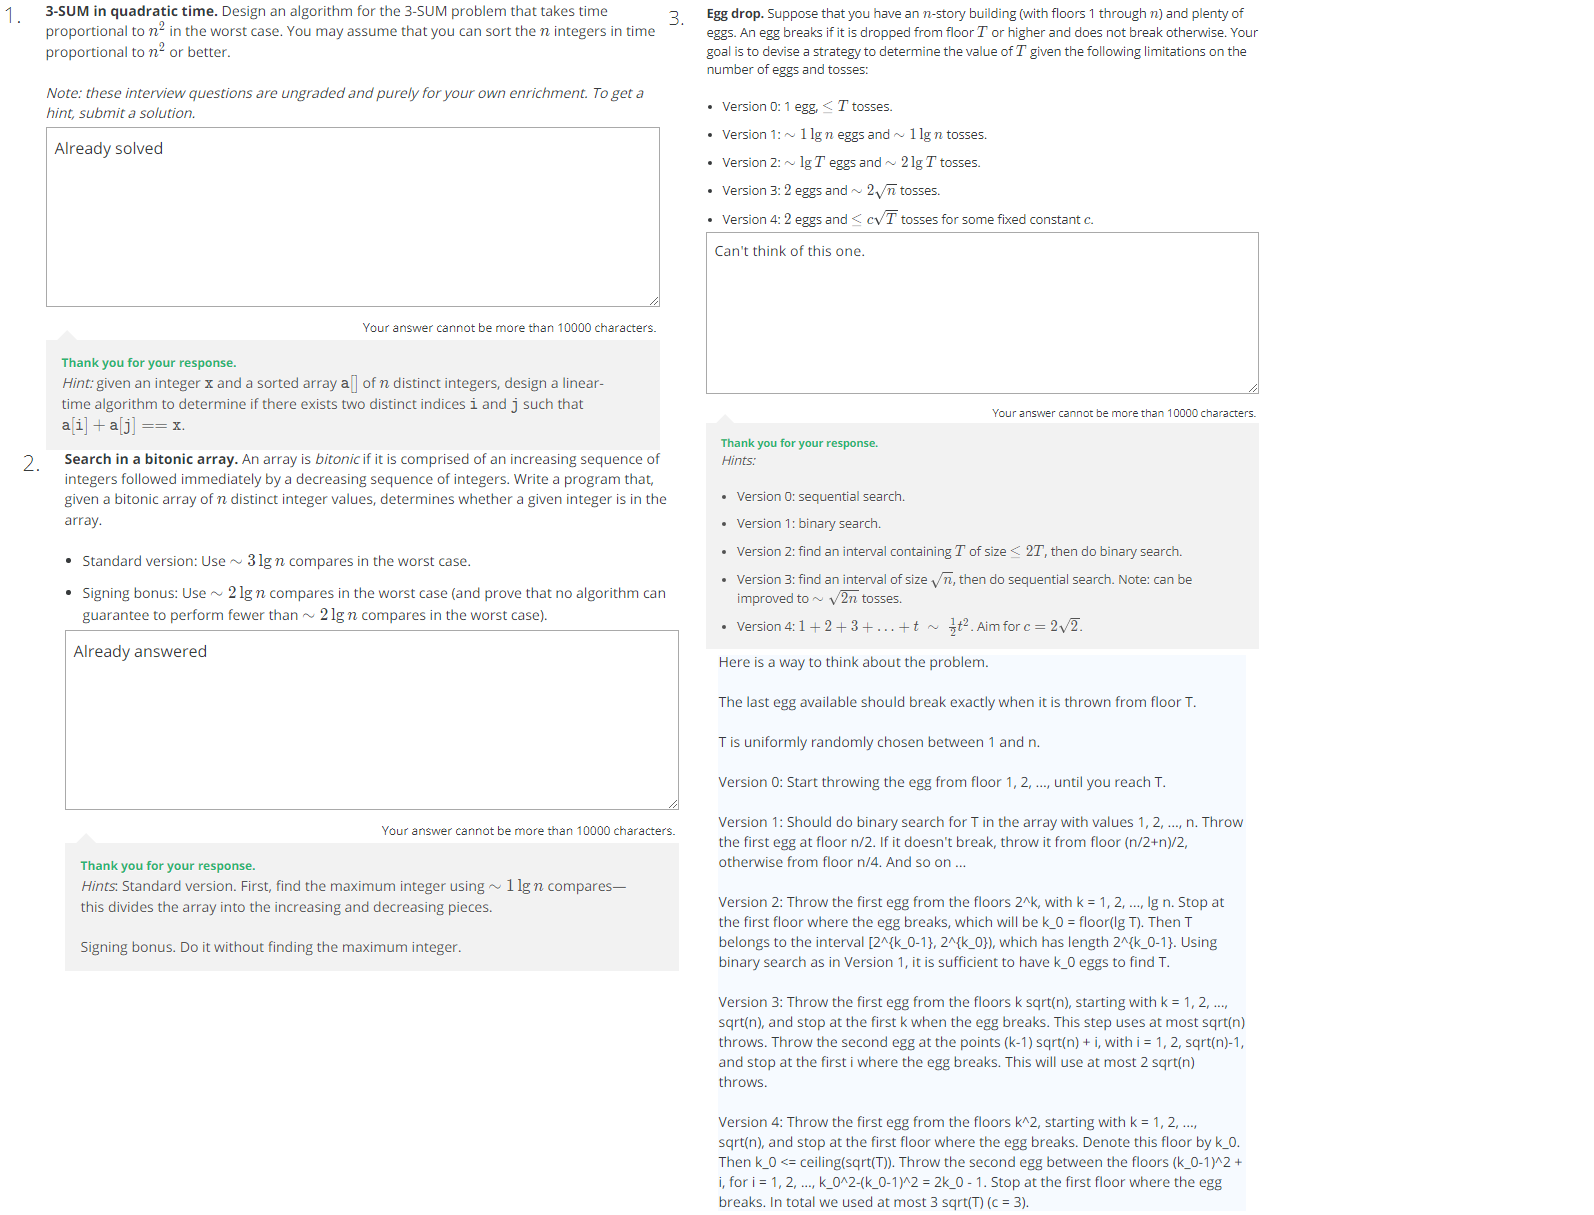 1.
3-SUM in quadratic time. Design an algorithm for the 3-SUM problem that takes time
proportional to n² in the worst case. You may assume that you can sort the n integers in time
proportional to n² or better.
Note: these interview questions are ungraded and purely for your own enrichment. To get a
hint, submit a solution.
Already solved
Your answer cannot be more than 10000 characters.
Thank you for your response.
Hint: given an integer x and a sorted array a[] of n distinct integers, design a linear-
time algorithm to determine if there exists two distinct indices i and j such that
a[i] + a[j] == x.
2.
Search in a bitonic array. An array is bitonic if it is comprised of an increasing sequence of
integers followed immediately by a decreasing sequence of integers. Write a program that,
given a bitonic array of n distinct integer values, determines whether a given integer is in the
array.
• Standard version: Use ∼ 3 lg n compares in the worst case.
• Signing bonus: Use ∼ 2 lg n compares in the worst case (and prove that no algorithm can
guarantee to perform fewer than ∼ 2 lg n compares in the worst case).
Already answered
Your answer cannot be more than 10000 characters.
Thank you for your response.
Hints: Standard version. First, find the maximum integer using ∼ 1 lg n compares—
this divides the array into the increasing and decreasing pieces.
Signing bonus. Do it without finding the maximum integer.
3.
Egg drop. Suppose that you have an n-story building (with floors 1 through n) and plenty of
eggs. An egg breaks if it is dropped from floor T or higher and does not break otherwise. Your
goal is to devise a strategy to determine the value of T given the following limitations on the
number of eggs and tosses:
• Version 0: 1 egg, ≤ T tosses.
• Version 1: ∼ 1 lg n eggs and ∼ 1 lg n tosses.
• Version 2: ∼ lg T eggs and ∼ 2 lg T tosses.
• Version 3: 2 eggs and ∼ 2√n tosses.
• Version 4: 2 eggs and ≤ c√T tosses for some fixed constant c.
Can't think of this one.
Your answer cannot be more than 10000 characters.
Thank you for your response.
Hints:
• Version 0: sequential search.
• Version 1: binary search.
• Version 2: find an interval containing T of size ≤ 2T, then do binary search.
• Version 3: find an interval of size √n, then do sequential search. Note: can be
improved to ∼ √2n tosses.
• Version 4: 1 + 2 + 3 + ... + t ∼ ½t². Aim for c = 2√2.
Here is a way to think about the problem.
The last egg available should break exactly when it is thrown from floor T.
T is uniformly randomly chosen between 1 and n.
Version 0: Start throwing the egg from floor 1, 2, ..., until you reach T.
Version 1: Should do binary search for T in the array with values 1, 2, ..., n. Throw
the first egg at floor n/2. If it doesn't break, throw it from floor (n/2+n)/2,
otherwise from floor n/4. And so on ...
Version 2: Throw the first egg from the floors 2^k, with k = 1, 2, ..., lg n. Stop at
the first floor where the egg breaks, which will be k_0 = floor(lg T). Then T
belongs to the interval [2^{k_0-1}, 2^{k_0}), which has length 2^{k_0-1}. Using
binary search as in Version 1, it is sufficient to have k_0 eggs to find T.
Version 3: Throw the first egg from the floors k sqrt(n), starting with k = 1, 2, ...,
sqrt(n), and stop at the first k when the egg breaks. This step uses at most sqrt(n)
throws. Throw the second egg at the points (k-1) sqrt(n) + i, with i = 1, 2, sqrt(n)-1,
and stop at the first i where the egg breaks. This will use at most 2 sqrt(n)
throws.
Version 4: Throw the first egg from the floors k^2, starting with k = 1, 2, ...,
sqrt(n), and stop at the first floor where the egg breaks. Denote this floor by k_0.
Then k_0 <= ceiling(sqrt(T)). Throw the second egg between the floors (k_0-1)^2 +
i, for i = 1, 2, ..., k_0^2-(k_0-1)^2 = 2k_0 - 1. Stop at the first floor where the egg
breaks. In total we used at most 3 sqrt(T) (c = 3).